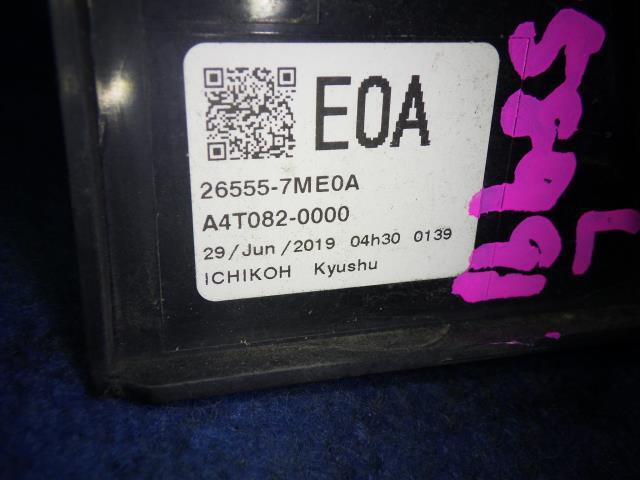 E0A
26555-7ME0A
A4T082-0000
29/Jun/2019 04h30 0139
ICHIKOH Kyushu
L